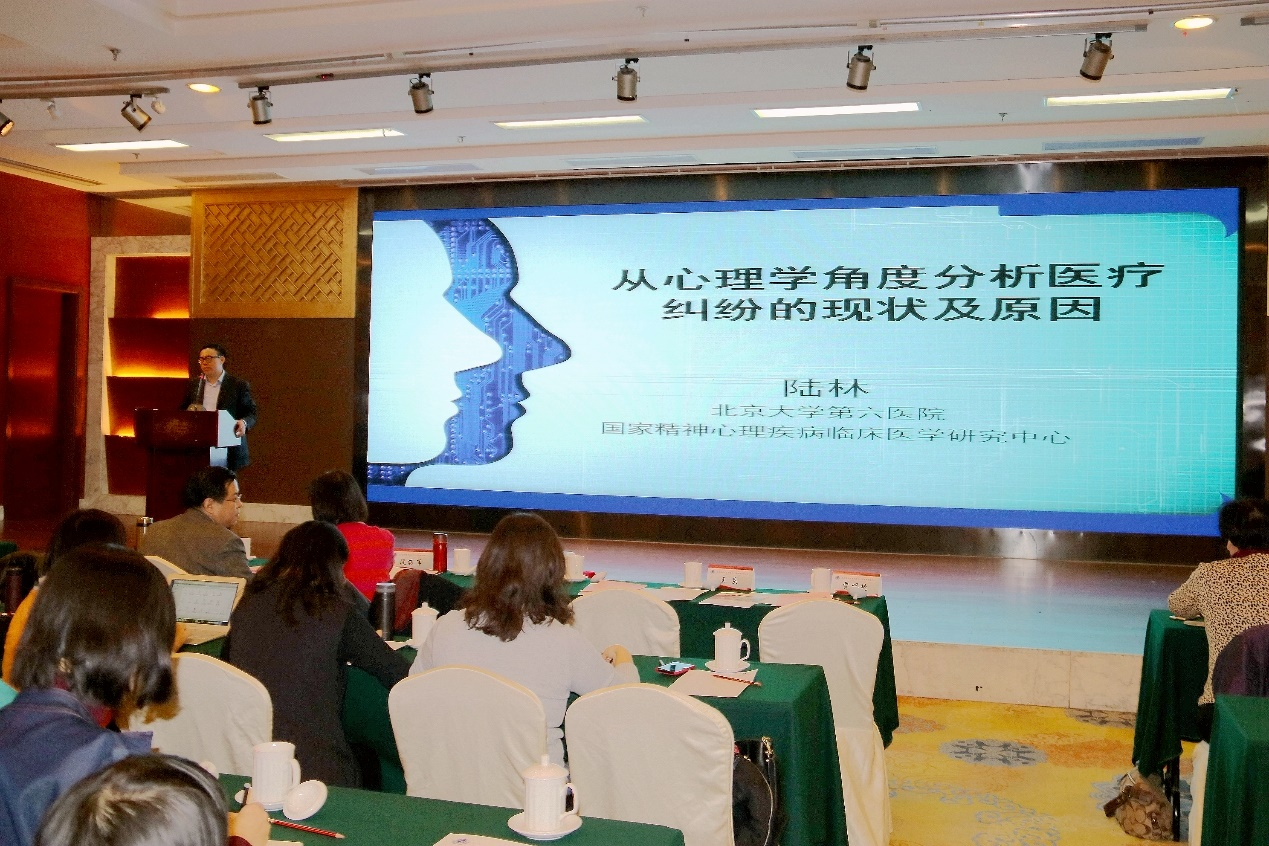 从心理学角度分析医疗
纠纷的现状及原因
陆林
北京大学第六医院
国家精神心理疾病临床医学研究中心